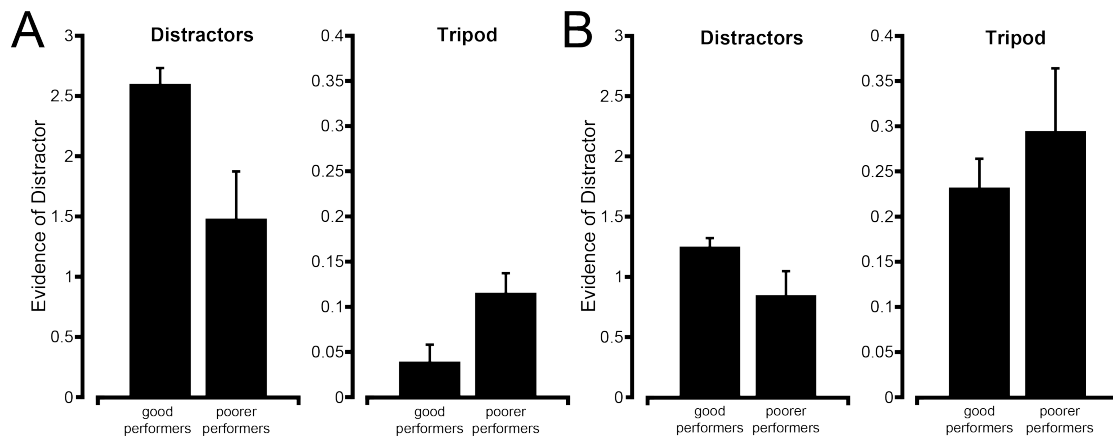 A
Distractors
Evidence of Distractor
3
2.5
2
1.5
1
0.5
0
good performers
poorer performers
Tripod
0.4
0.35
0.3
0.25
0.2
0.15
0.1
0.05
0
good performers
poorer performers
B
Distractors
Evidence of Distractor
3
2.5
2
1.5
1
0.5
0
good performers
poorer performers
Tripod
0.4
0.35
0.3
0.25
0.2
0.15
0.1
0.05
0
good performers
poorer performers